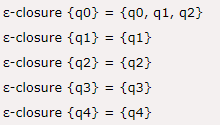 ε-closure {q0} = {q0, q1, q2}
ε-closure {q1} = {q1}
ε-closure {q2} = {q2}
ε-closure {q3} = {q3}
ε-closure {q4} = {q4}